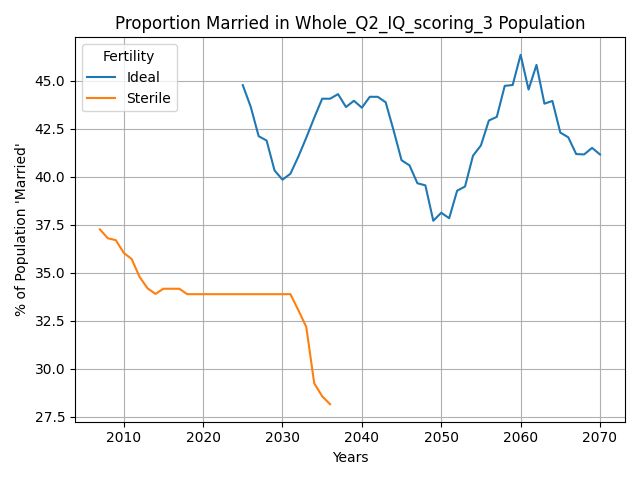 Proportion Married in Whole_Q2_IQ_scoring_3 Population
Fertility
Ideal
Sterile
45.0
42.5
40.0
37.5
35.0
32.5
30.0
27.5
% of Population 'Married'
2010 2020 2030 2040 2050 2060 2070
Years